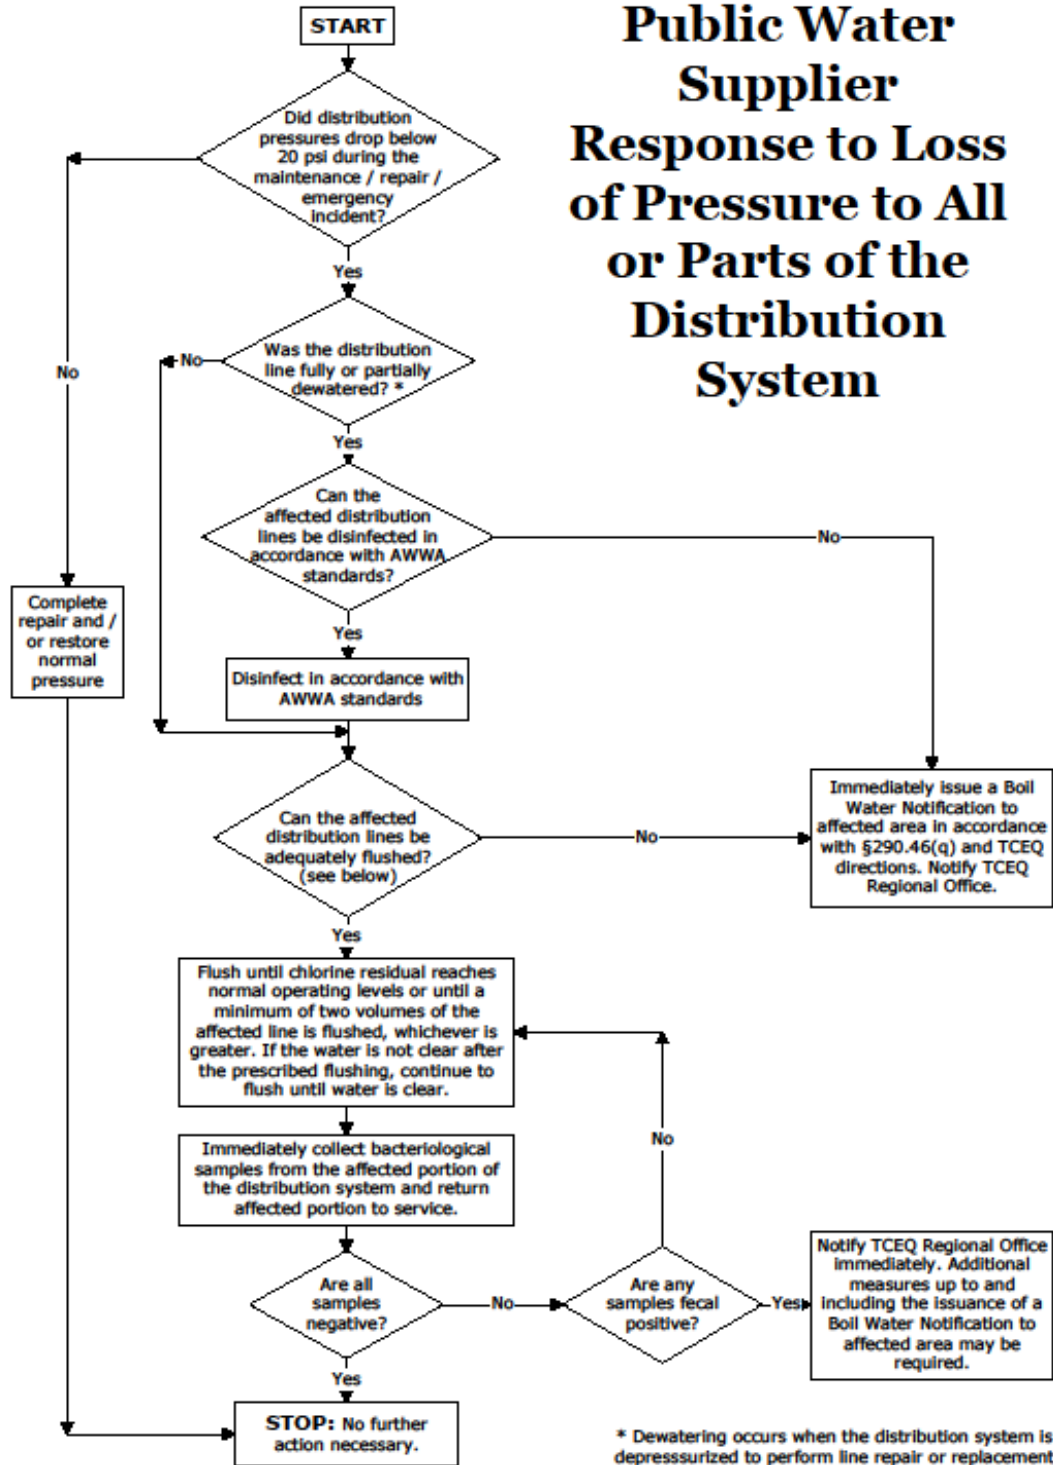 START
Public Water
Supplier
Response to Loss
of Pressure to All
or Parts of the
Distribution
System
Did distribution
pressures drop below
20 psi during the
maintenance / repair /
emergency
incident?
Yes
No
Was the distribution
line fully or partially
dewatered? *
No
Yes
Can the
affected distribution
lines be disinfected in
accordance with AWWA
standards?
No
Yes
Complete
repair and /
or restore
normal
pressure
Disinfect in accordance with
AWWA standards
Can the affected
distribution lines be
adequately flushed?
(see below)
No
Immediately issue a Boil
Water Notification to
affected area in accordance
with §290.46(q) and TCEQ
directions. Notify TCEQ
Regional Office.
Yes
Flush until chlorine residual reaches
normal operating levels or until a
minimum of two volumes of the
affected line is flushed, whichever is
greater. If the water is not clear after
the prescribed flushing, continue to
flush until water is clear.
No
Immediately collect bacteriological
samples from the affected portion of
the distribution system and return
affected portion to service.
Are all
samples
negative?
No
Are any
samples fecal
positive?
Yes
Notify TCEQ Regional Office
immediately. Additional
measures up to and
including the issuance of a
Boil Water Notification to
affected area may be
required.
Yes
STOP: No further
action necessary.
* Dewatering occurs when the distribution system is
depresssurized to perform line repair or replacement